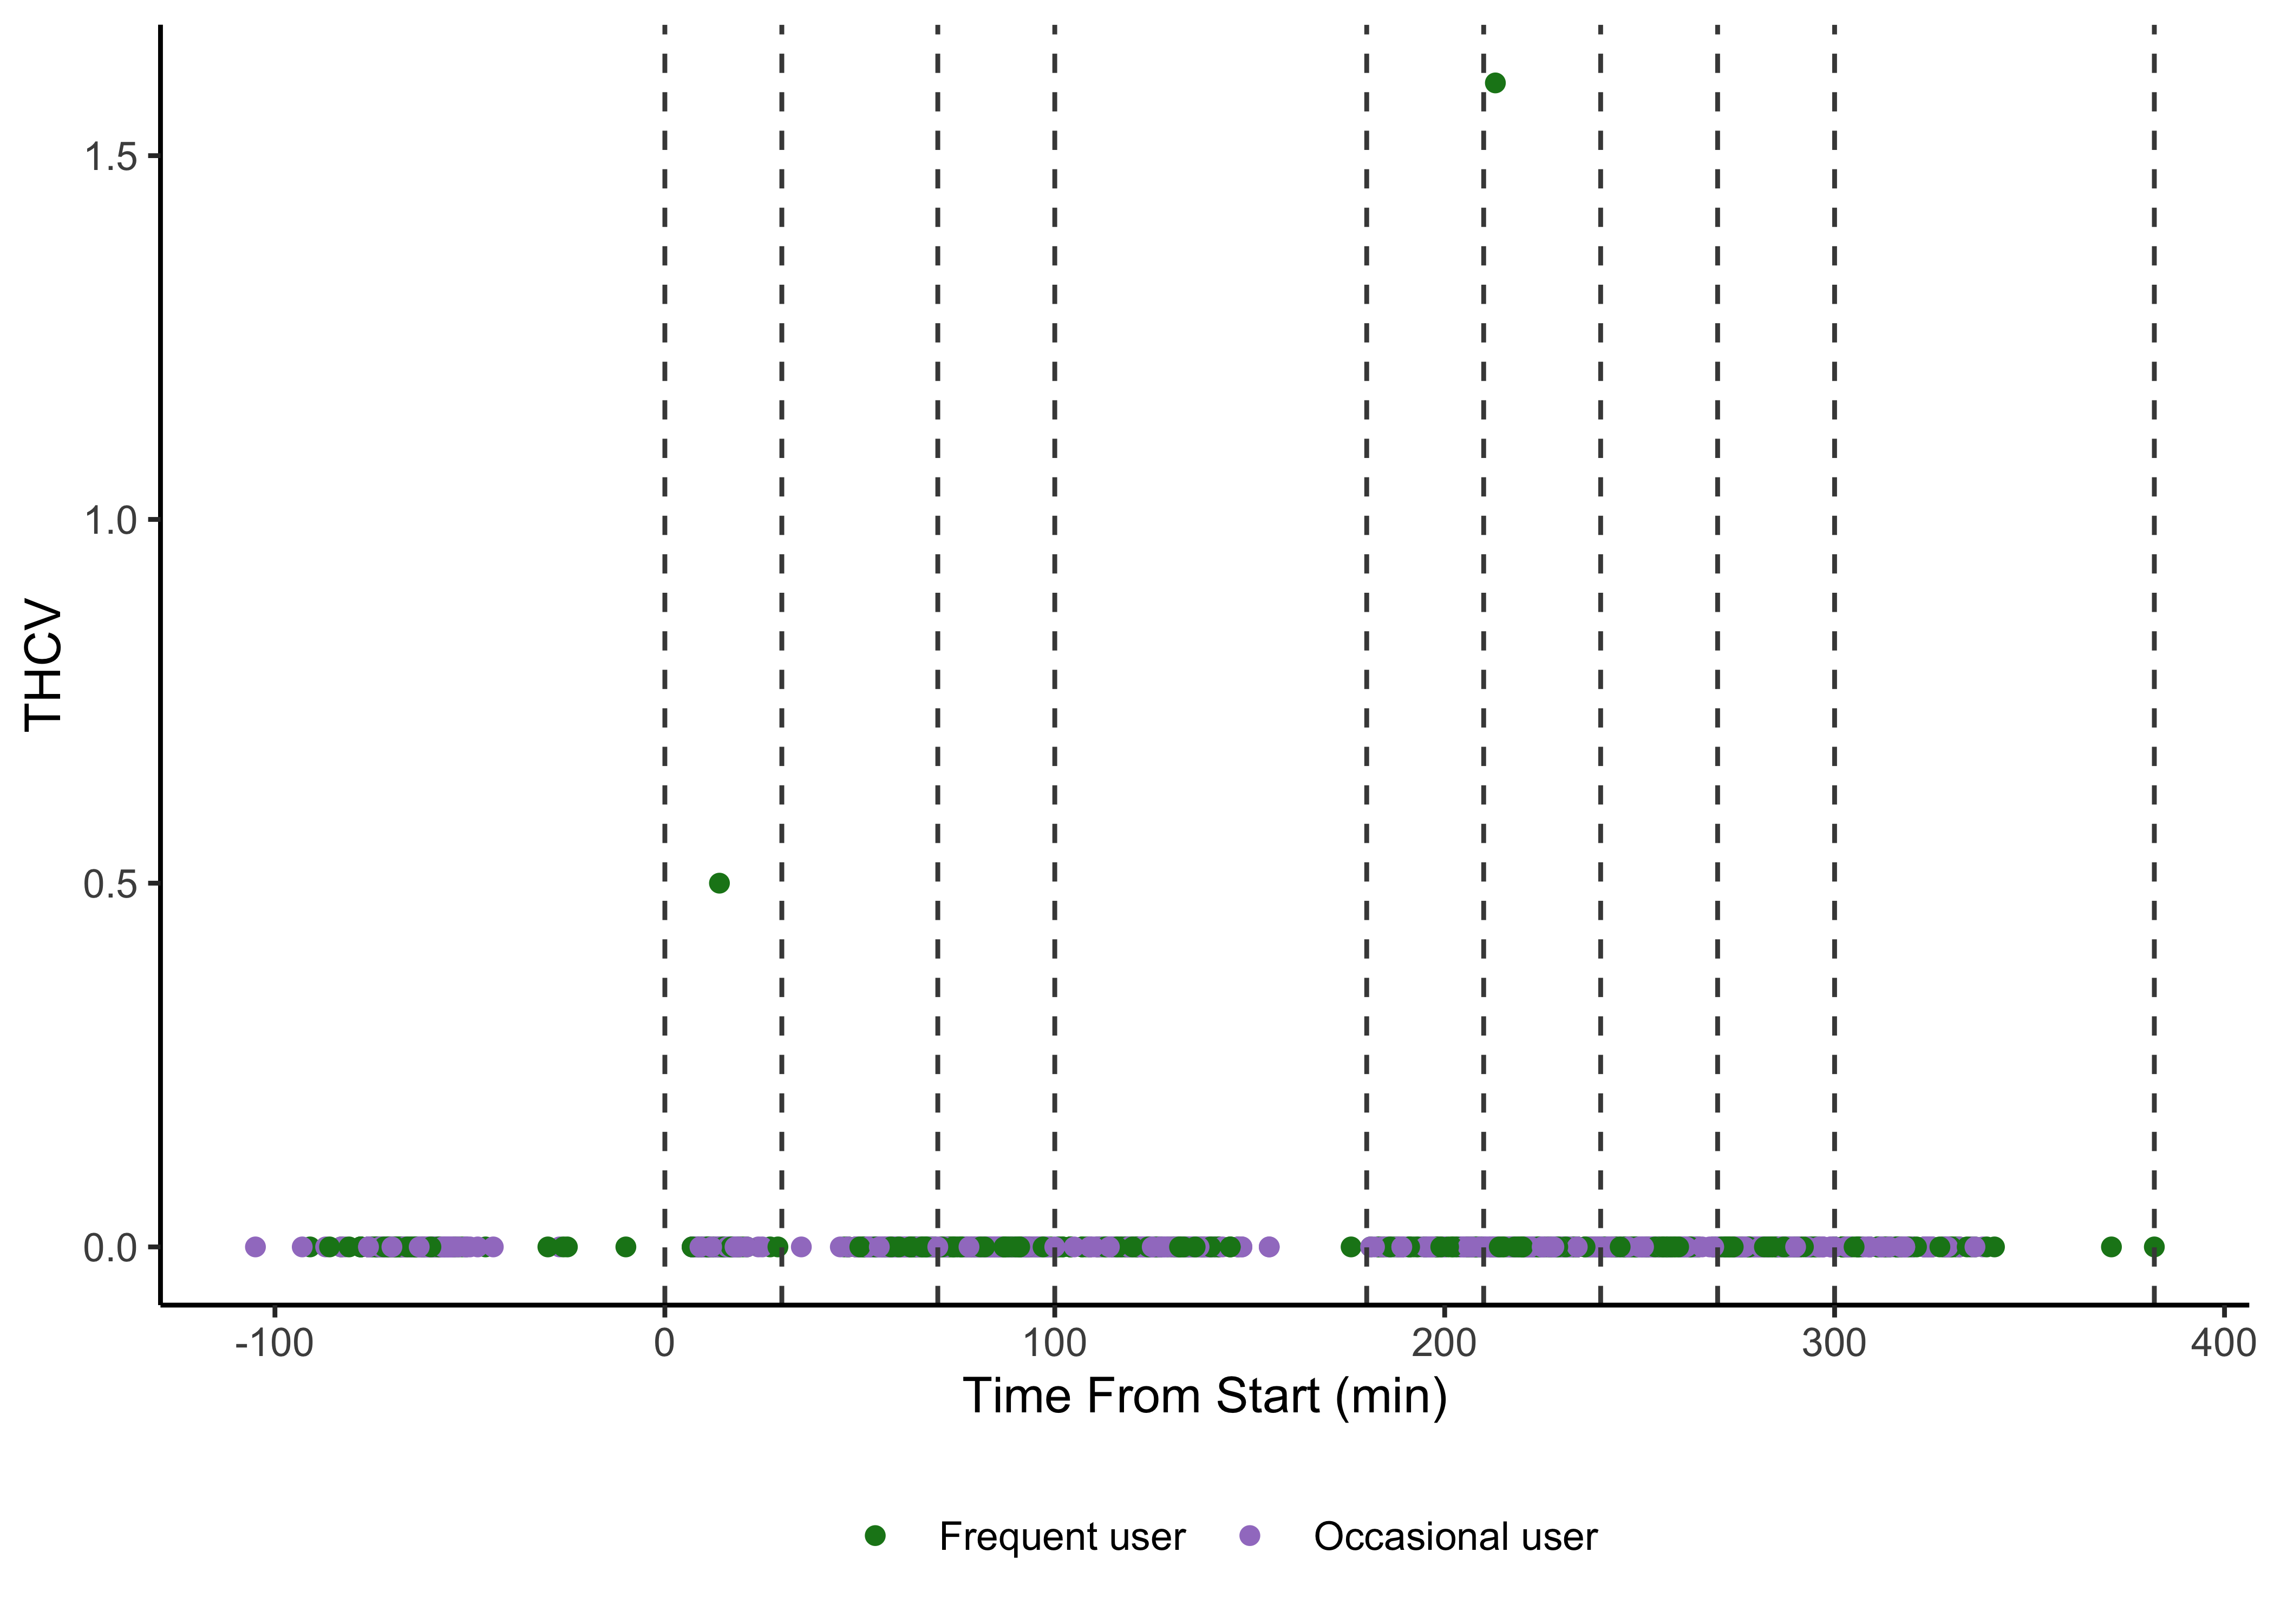 1.5
1.0
THCV
0.5
0.0
-100 0 100 200 300 400
Time From Start (min)
Frequent user Occasional user